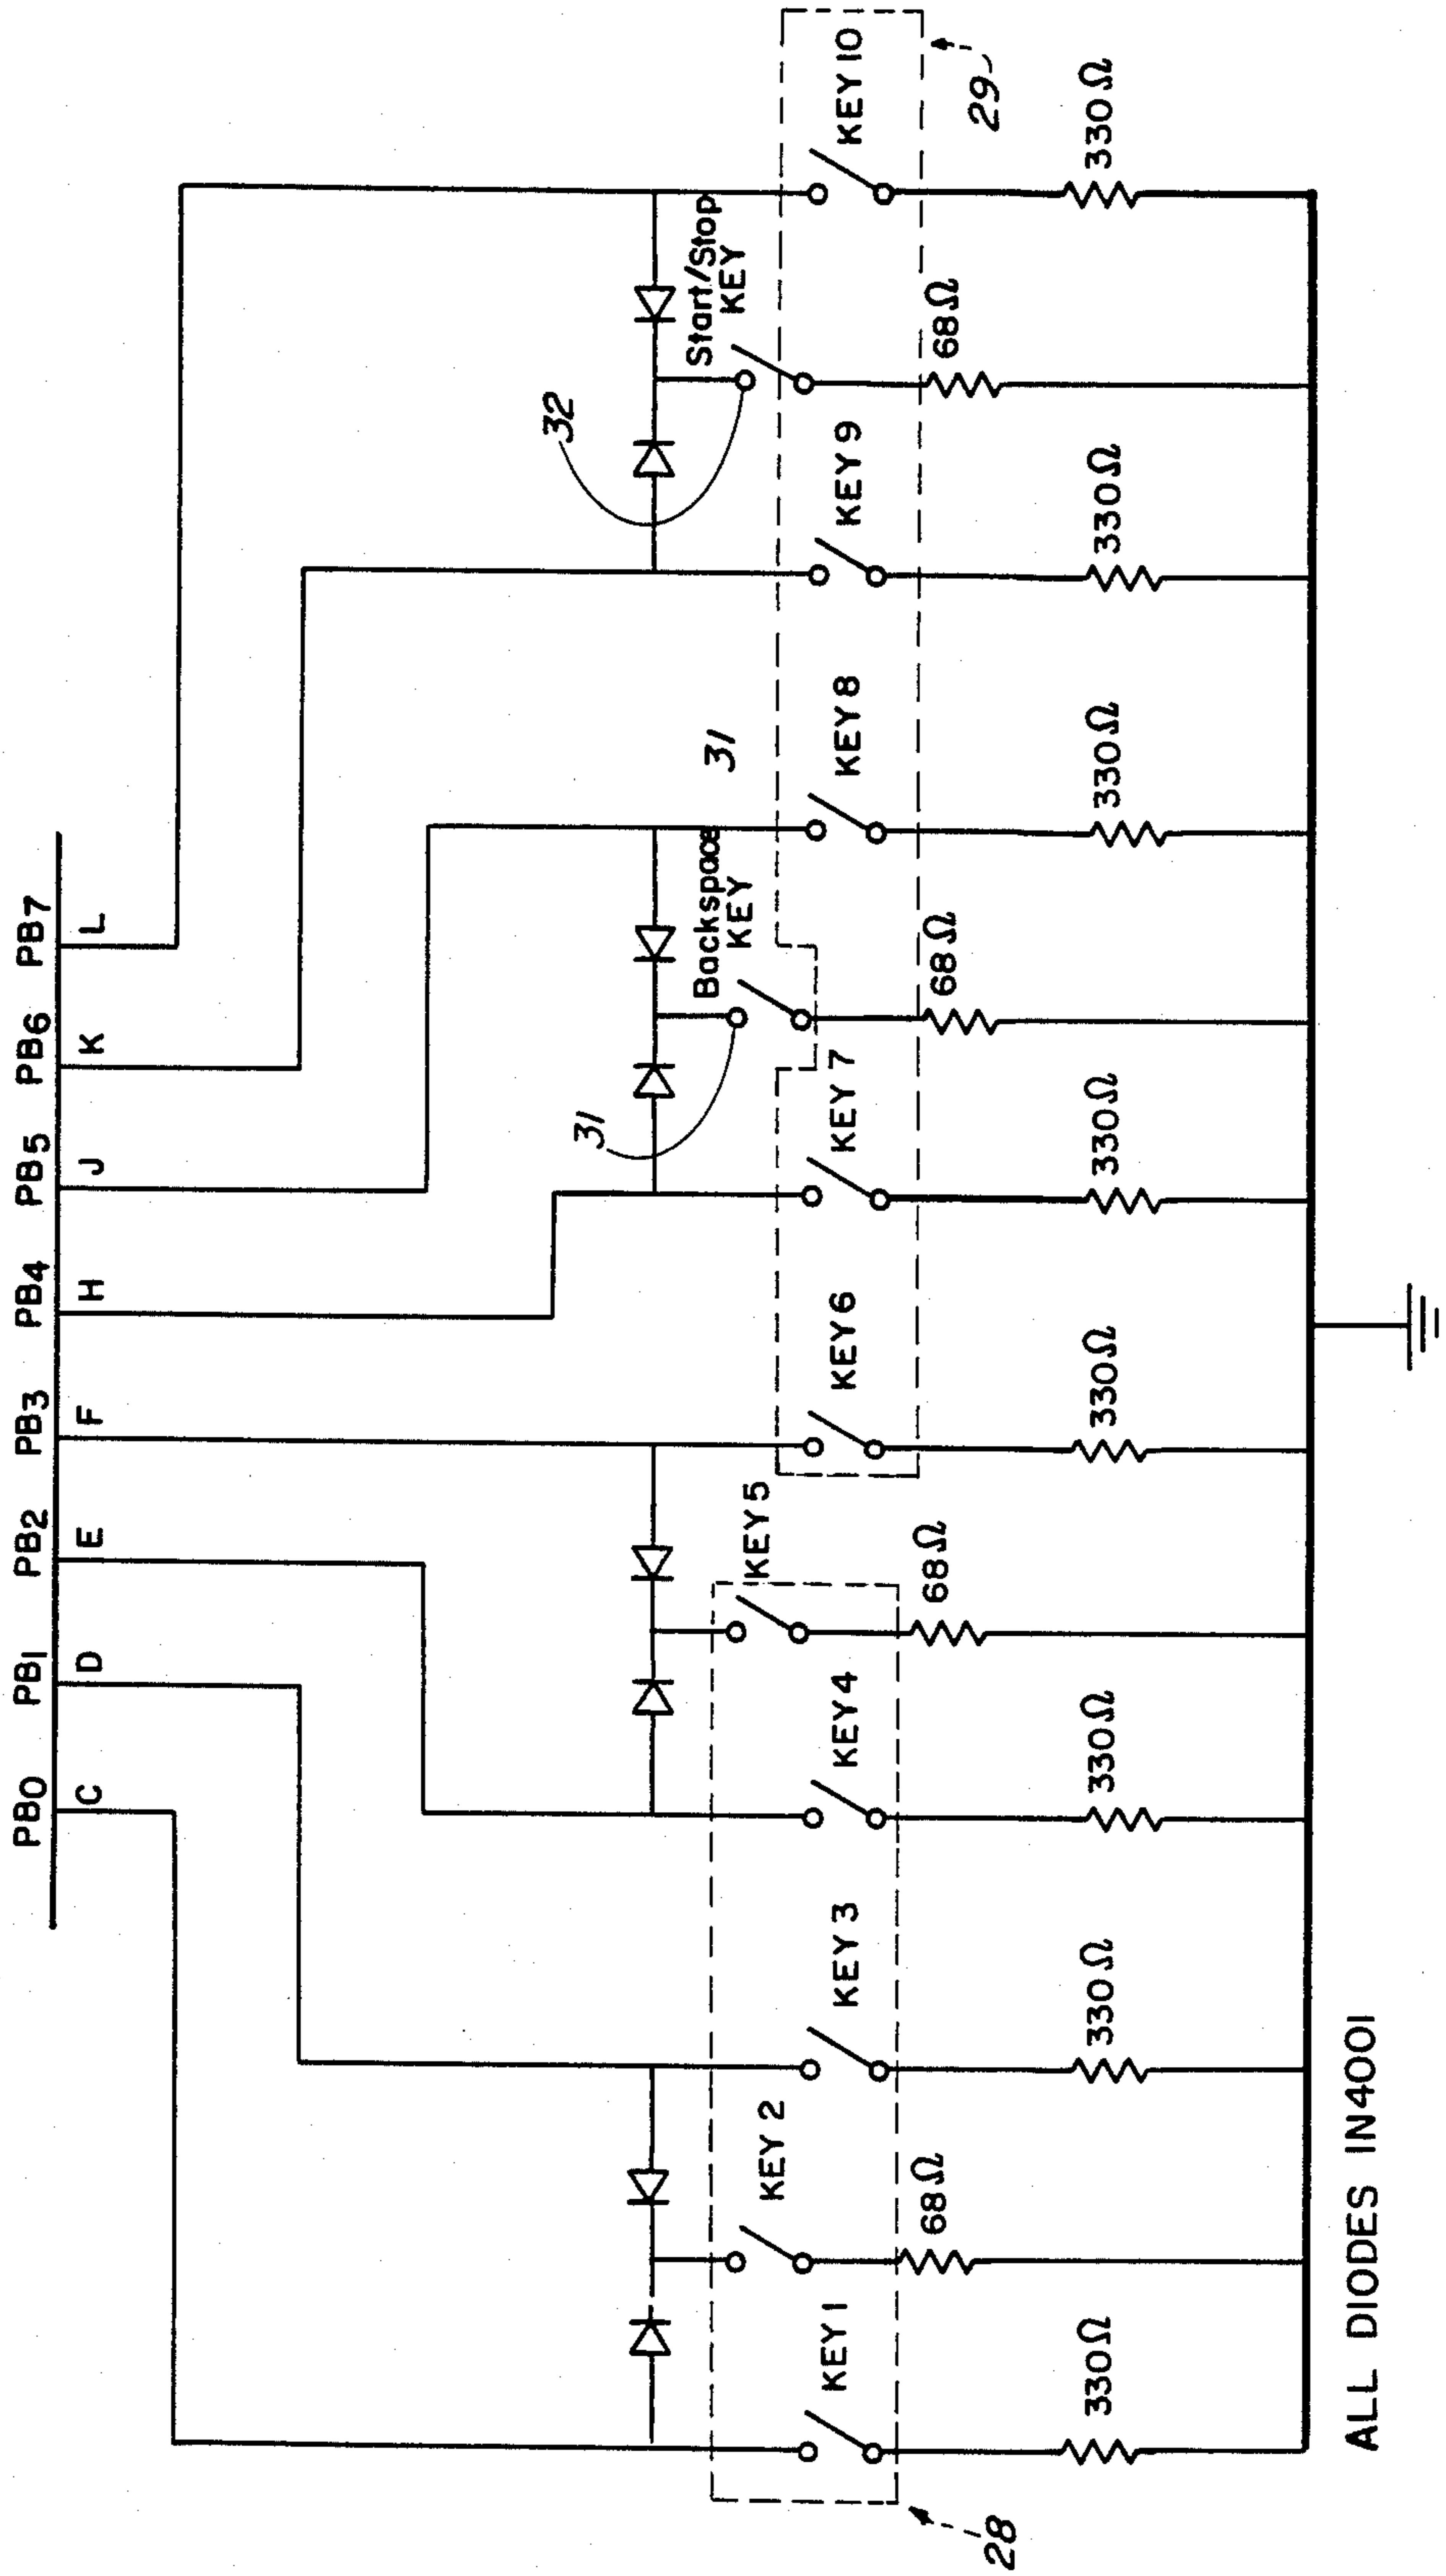 PB0 PB1 PB2 PB3 PB4 PB5 PB6 PB7
C D E F H J K L
32
31
31
Start/Stop
KEY
Backspace
KEY
KEY 1
KEY 2
KEY 3
KEY 4
KEY 5
KEY 6
KEY 7
KEY 8
KEY 9
KEY 10
28
29
68Ω 68Ω 68Ω 68Ω
330Ω 330Ω 330Ω 330Ω 330Ω 330Ω 330Ω 330Ω
ALL DIODES IN4001